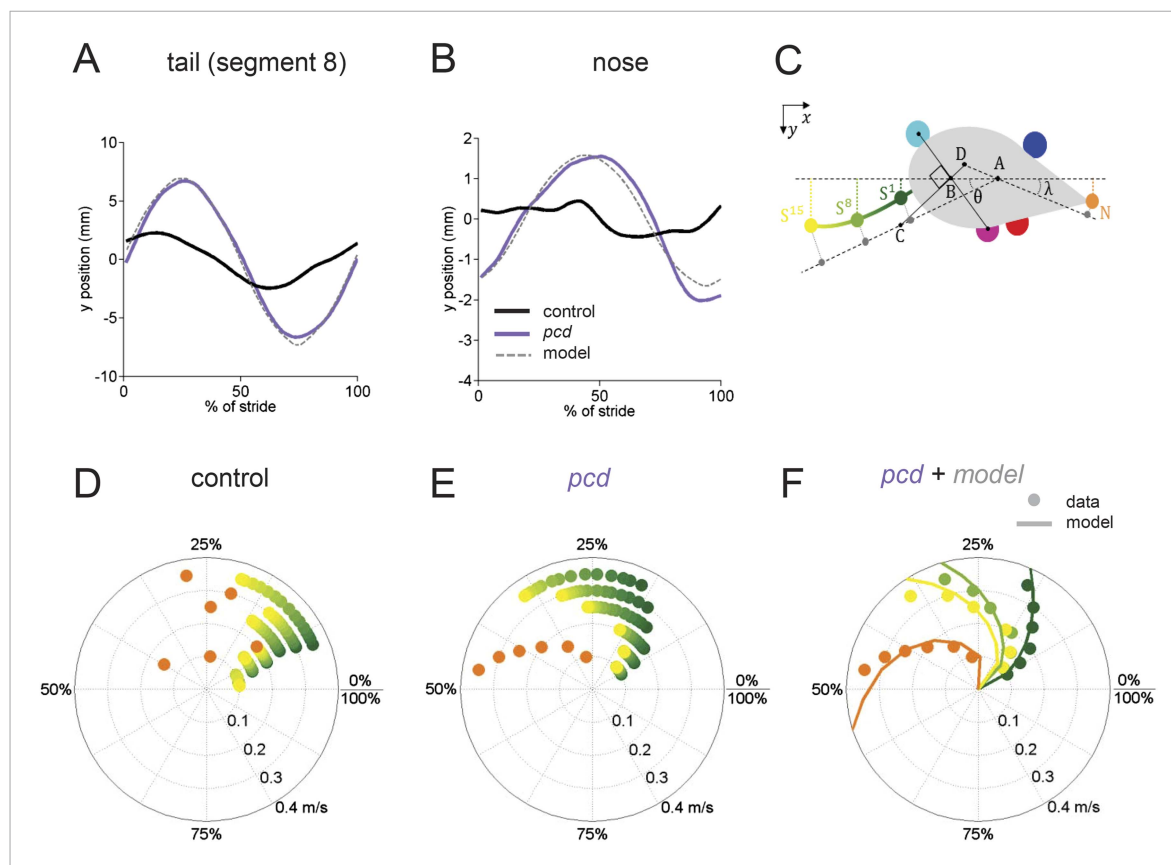 A tail (segment 8)
B nose
C
10
5
0
-5
-10
y position (mm)
0 50 100
% of stride
2
1
0
-1
-2
-3
-4
y position (mm)
control
pcd
model
0 50 100
% of stride
x
y
D
A
S¹
B
θ
λ
N
S⁸
S¹⁵
C
D control
25%
50%
0%
100%
0.1
0.2
0.3
0.4 m/s
75%
E pcd
25%
50%
0%
100%
0.1
0.2
0.3
0.4 m/s
75%
F pcd + model
data
model
25%
50%
0%
100%
0.1
0.2
0.3
0.4 m/s
75%